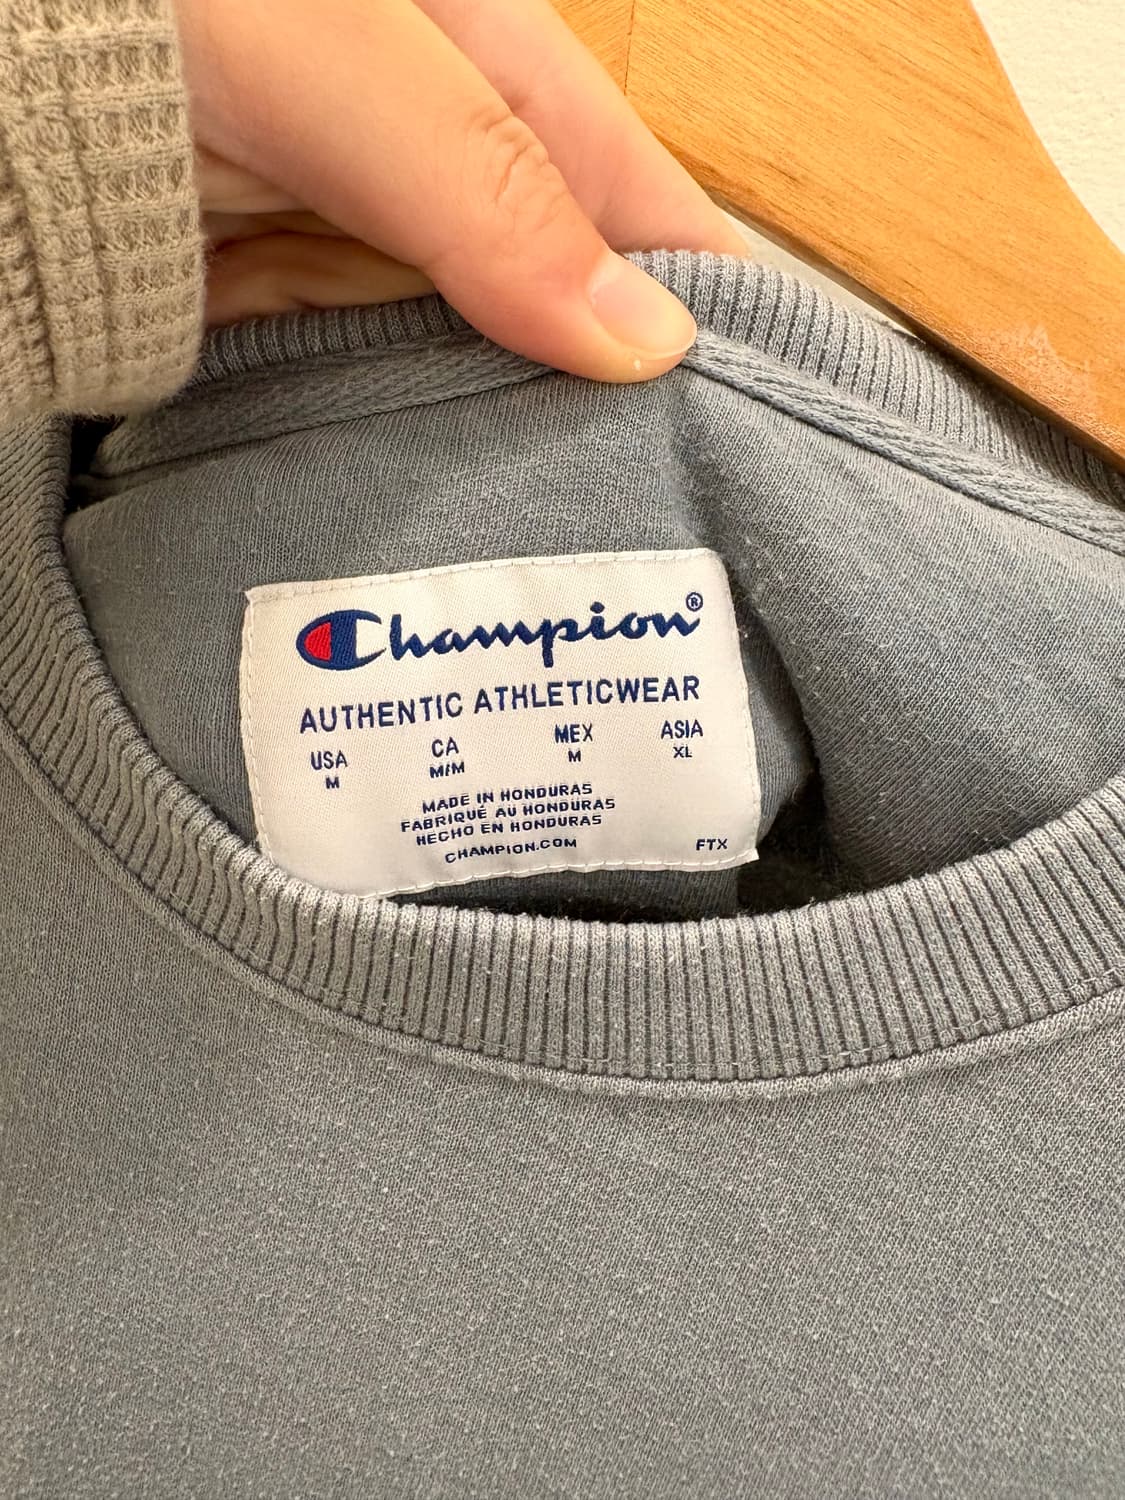 Champion®
AUTHENTIC ATHLETICWEAR
USA CA MEX ASIA
M M/M M XL
MADE IN HONDURAS
FABRIQUÉ AU HONDURAS
HECHO EN HONDURAS
CHAMPION.COM FTX